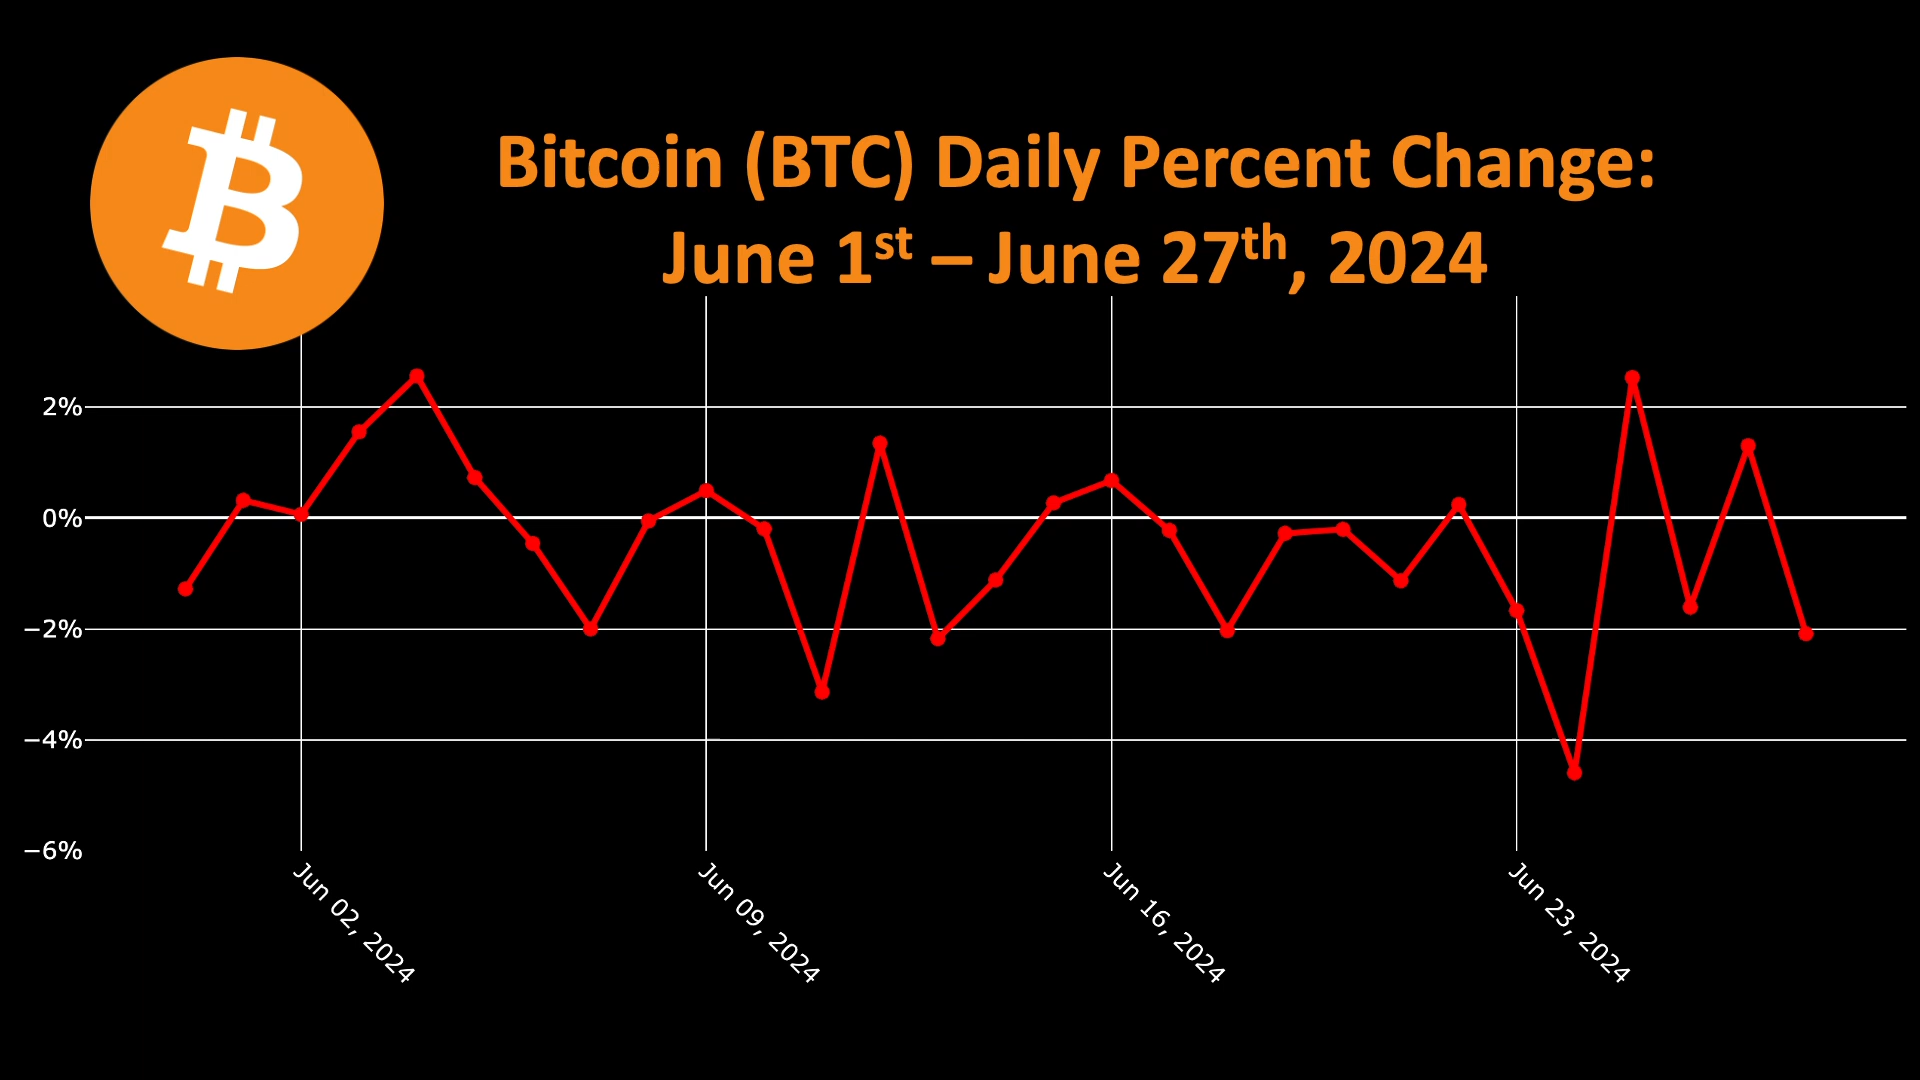 Bitcoin (BTC) Daily Percent Change:
June 1st – June 27th, 2024
2%
0%
−2%
−4%
−6%
Jun 02, 2024
Jun 09, 2024
Jun 16, 2024
Jun 23, 2024